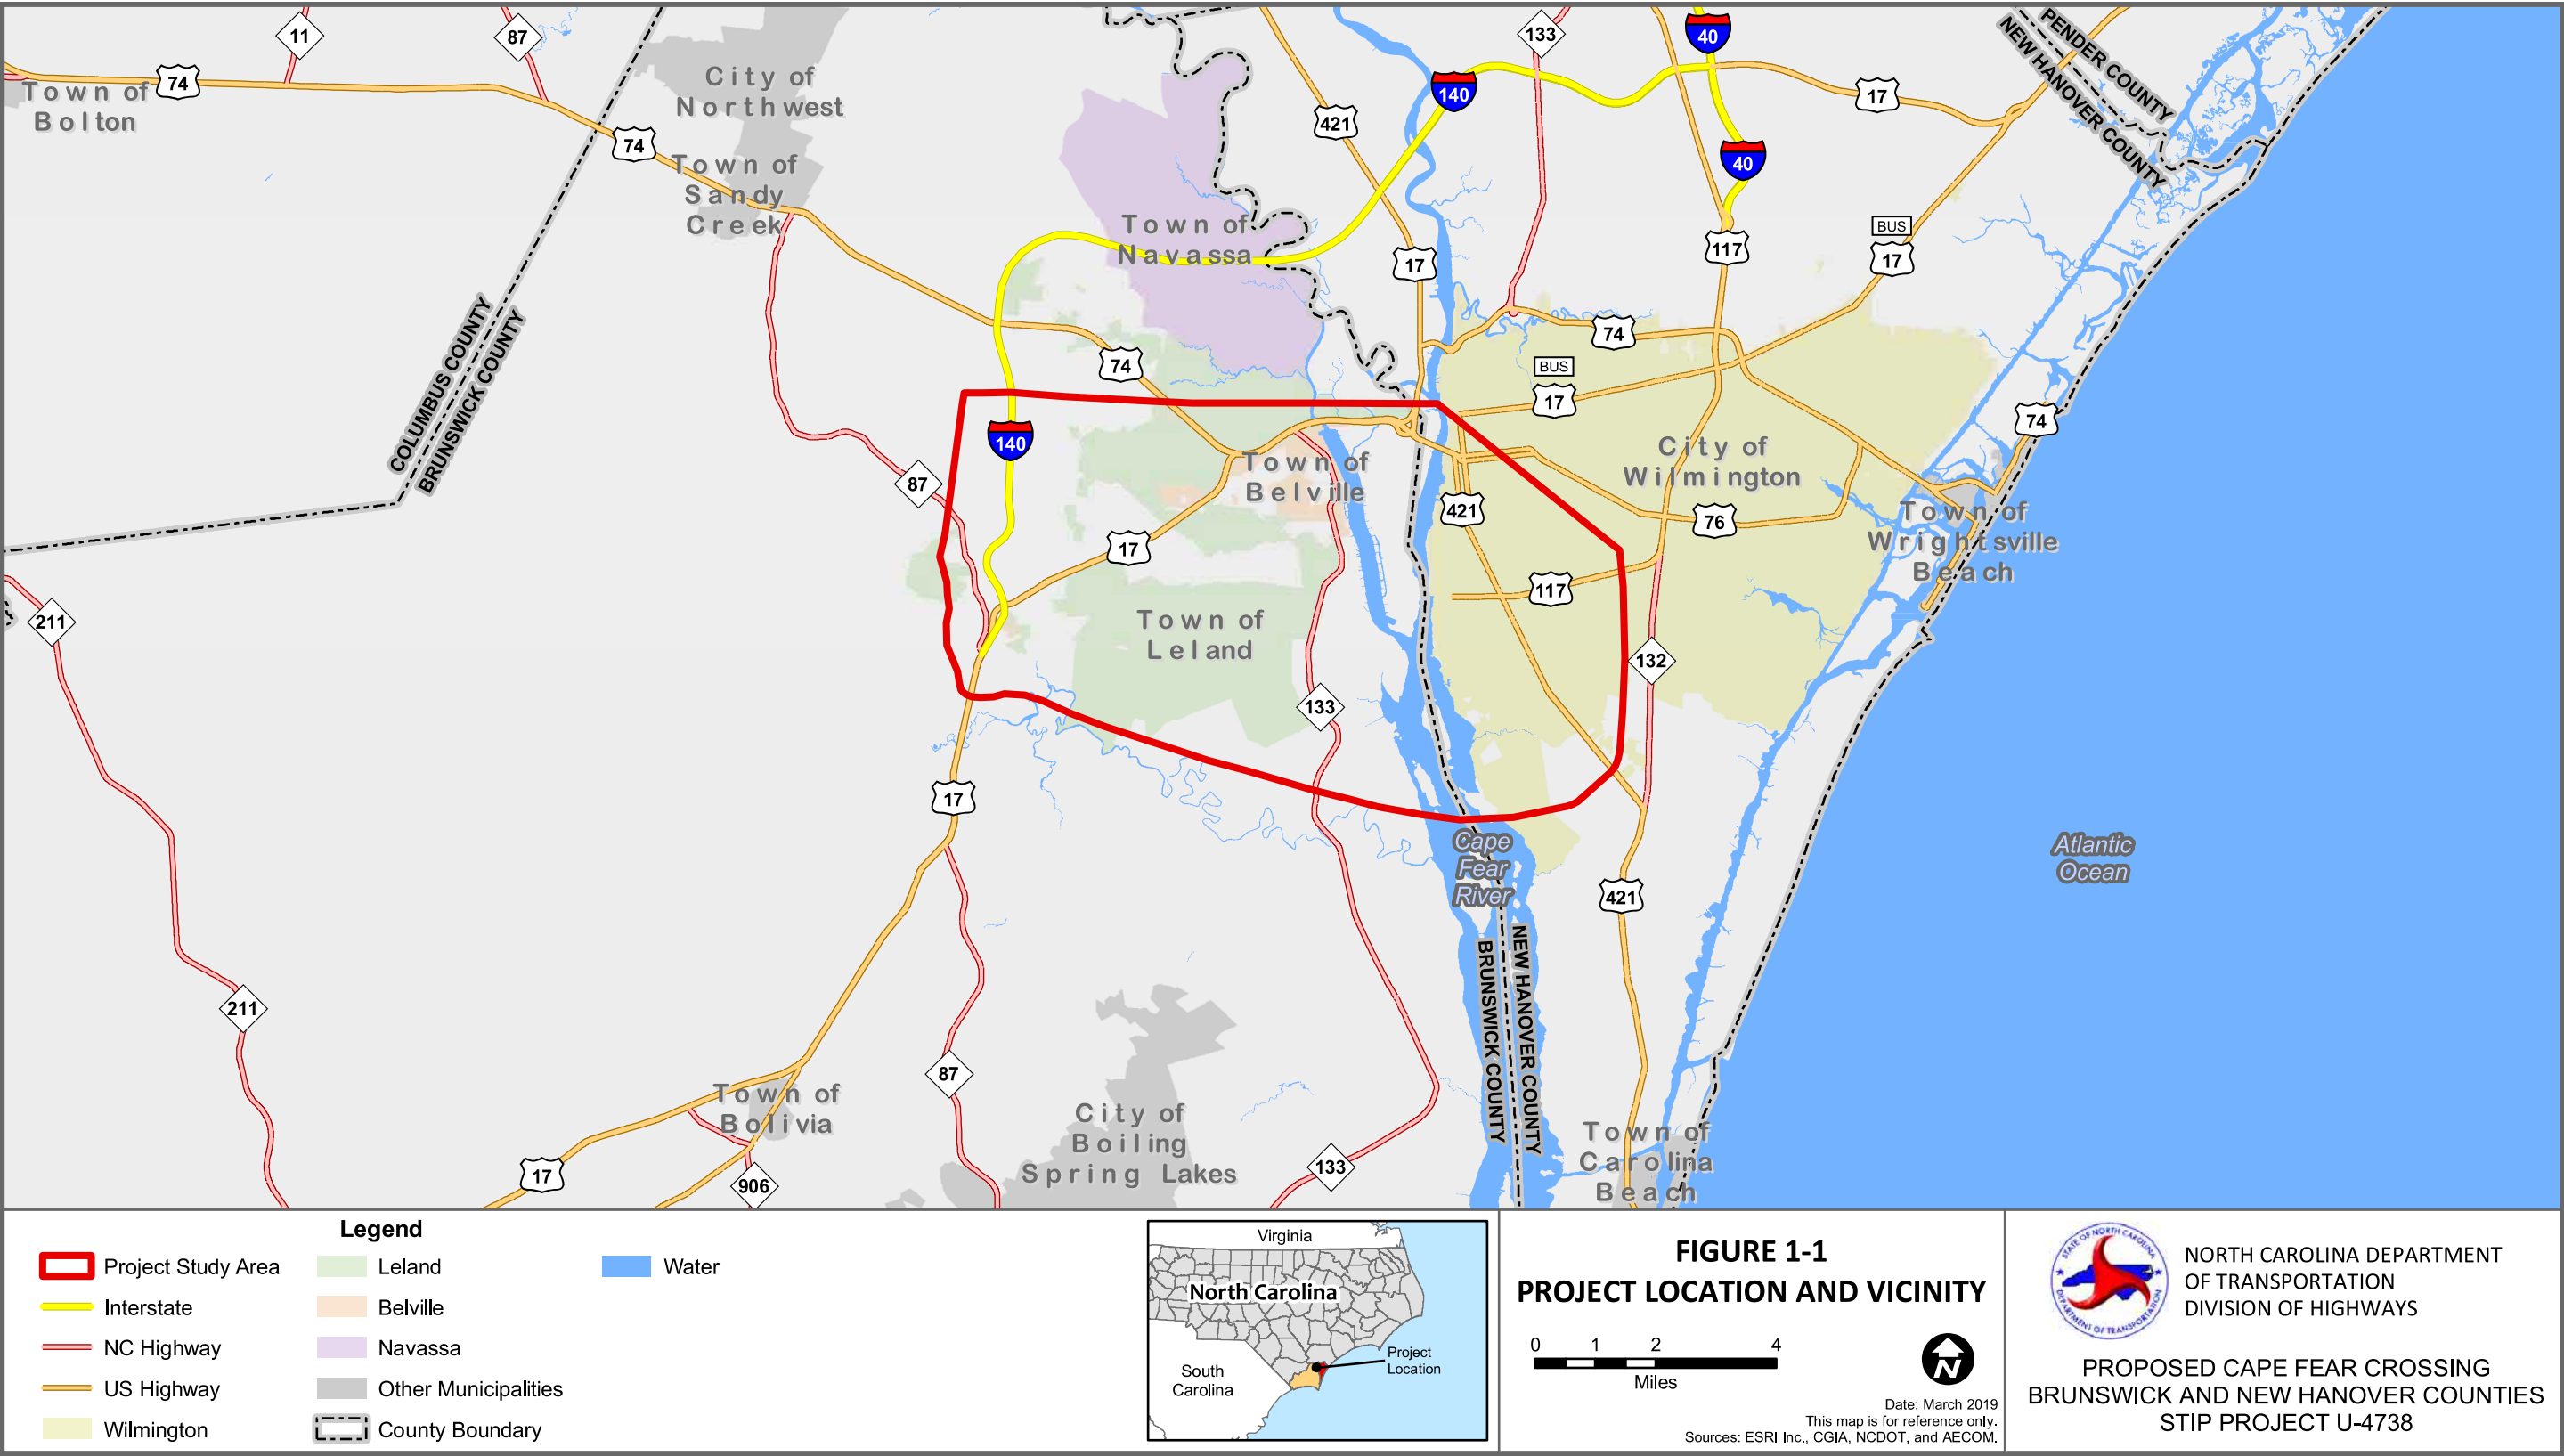 11
87
133
40
PENDER COUNTY
NEW HANOVER COUNTY
74
Town of
Bolton
City of
Northwest
140
17
421
74
Town of
Sandy
Creek
40
Town of
Navassa
17
117
BUS
17
COLUMBUS COUNTY
BRUNSWICK COUNTY
74
74
BUS
17
74
140
87
Town of
Belville
City of
Wilmington
421
76
Town of
Wrightsville
Beach
17
117
211
Town of
Leland
132
133
17
Cape
Fear
River
Atlantic
Ocean
421
BRUNSWICK COUNTY
NEW HANOVER COUNTY
211
87
Town of
Bolivia
City of
Boiling
Spring Lakes
133
Town of
Carolina
Beach
17
906
Legend
Project Study Area
Interstate
NC Highway
US Highway
Wilmington
Leland
Belville
Navassa
Other Municipalities
County Boundary
Water
Virginia
North Carolina
South
Carolina
Project
Location
FIGURE 1-1
PROJECT LOCATION AND VICINITY
0 1 2 4
Miles
N
Date: March 2019
This map is for reference only.
Sources: ESRI Inc., CGIA, NCDOT, and AECOM.
STATE OF NORTH CAROLINA
DEPARTMENT OF TRANSPORTATION
NORTH CAROLINA DEPARTMENT
OF TRANSPORTATION
DIVISION OF HIGHWAYS
PROPOSED CAPE FEAR CROSSING
BRUNSWICK AND NEW HANOVER COUNTIES
STIP PROJECT U-4738